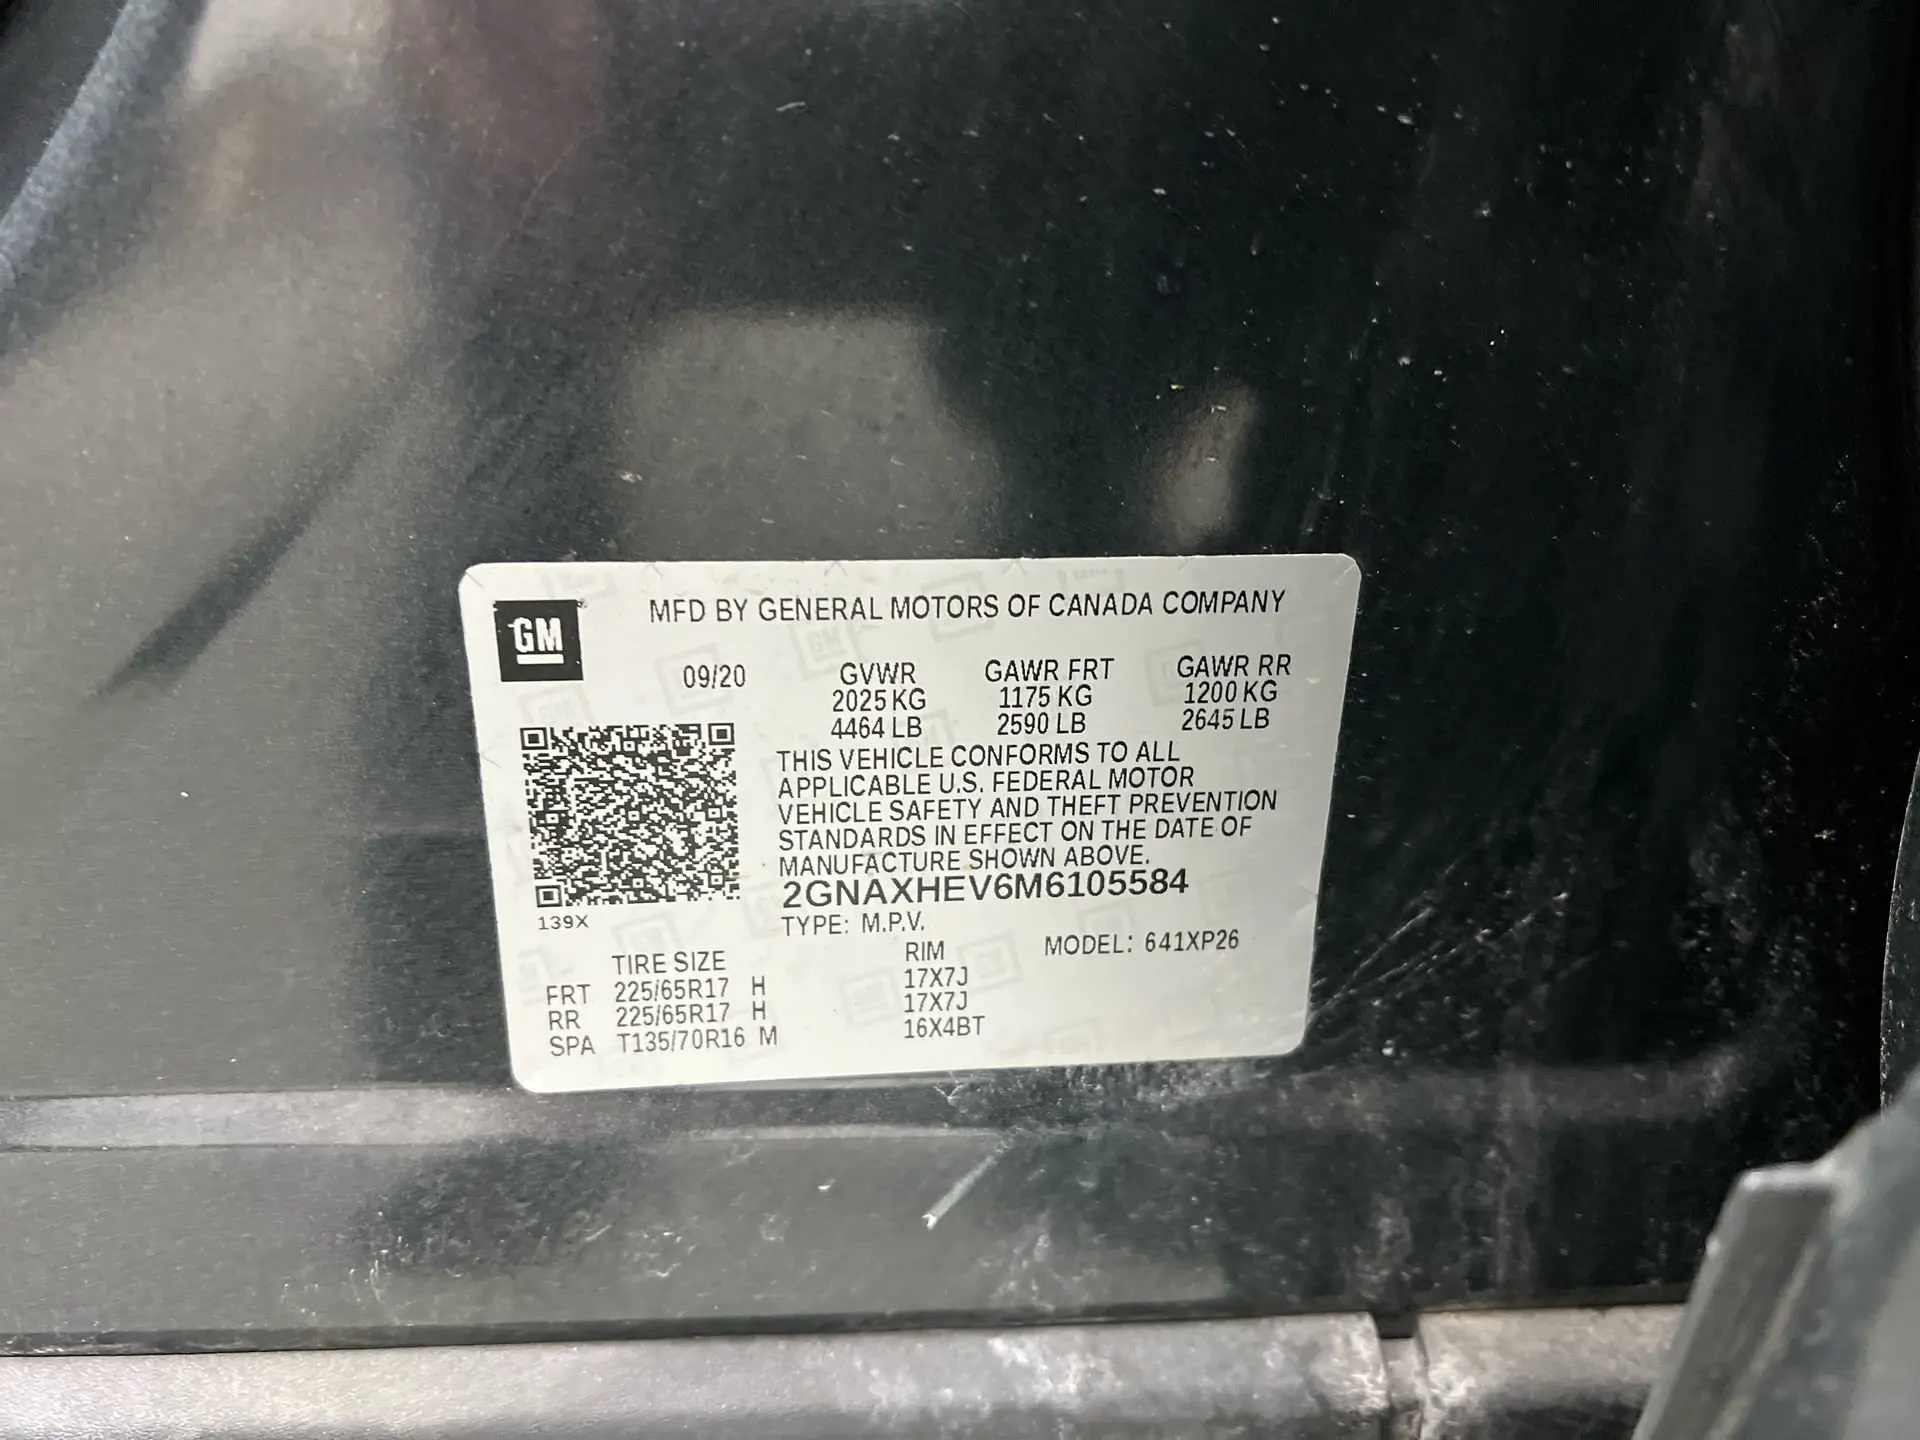 GM
MFD BY GENERAL MOTORS OF CANADA COMPANY
09/20 GVWR GAWR FRT GAWR RR
2025 KG 1175 KG 1200 KG
4464 LB 2590 LB 2645 LB
THIS VEHICLE CONFORMS TO ALL
APPLICABLE U.S. FEDERAL MOTOR
VEHICLE SAFETY AND THEFT PREVENTION
STANDARDS IN EFFECT ON THE DATE OF
MANUFACTURE SHOWN ABOVE.
2GNAXHEV6M6105584
139X
TYPE: M.P.V.
TIRE SIZE RIM MODEL: 641XP26
FRT 225/65R17 H 17X7J
RR 225/65R17 H 17X7J
SPA T135/70R16 M 16X4BT